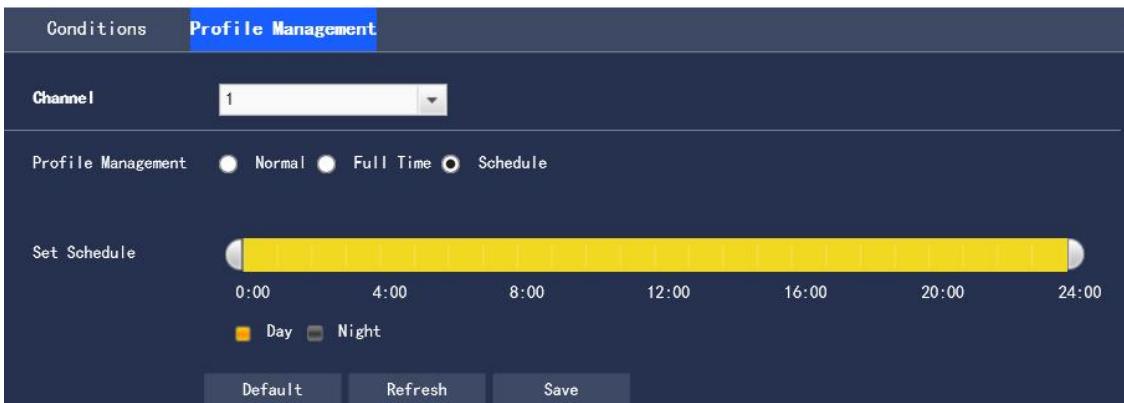 Conditions Profile Management
Channel 1
Profile Management Normal Full Time Schedule
Set Schedule
0:00 4:00 8:00 12:00 16:00 20:00 24:00
Day Night
Default Refresh Save